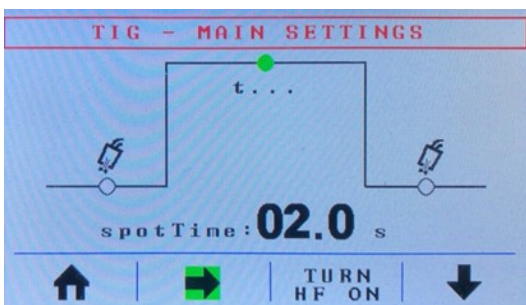 TIG - MAIN SETTINGS
t...
spotTime:02.0 s
TURN
HF ON